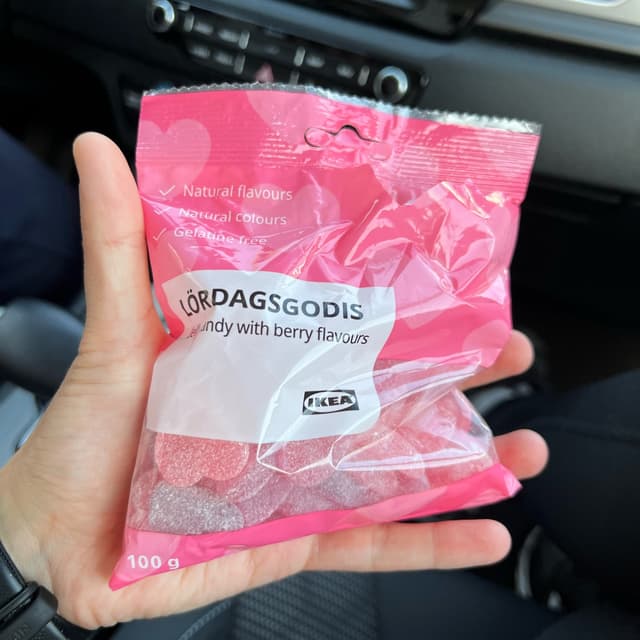 Natural flavours
Natural colours
Gelatine free
LÖRDAGSGODIS
candy with berry flavours
IKEA
100 g